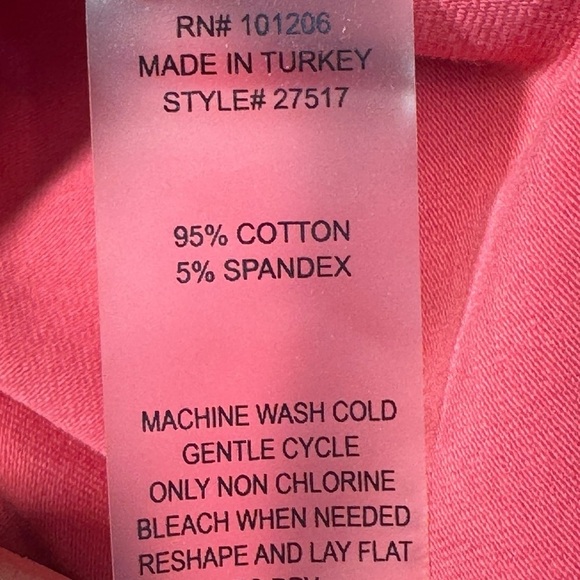 RN# 101206
MADE IN TURKEY
STYLE# 27517
95% COTTON
5% SPANDEX
MACHINE WASH COLD
GENTLE CYCLE
ONLY NON CHLORINE
BLEACH WHEN NEEDED
RESHAPE AND LAY FLAT